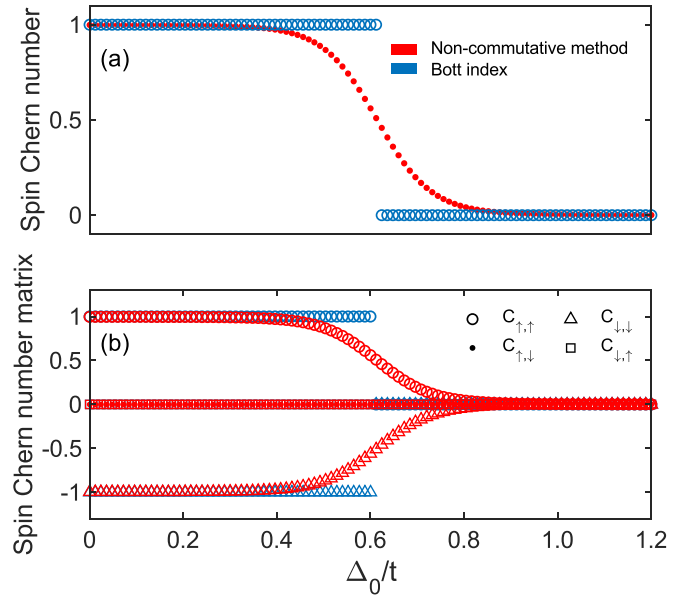 1
0.5
0
Spin Chern number
(a)
Non-commutative method
Bott index
1
0.5
0
-0.5
-1
Spin Chern number matrix
(b)
C↑,↑
C↓,↓
C↑,↓
C↓,↑
0
0.2
0.4
0.6
0.8
1.0
1.2
Δ₀/t